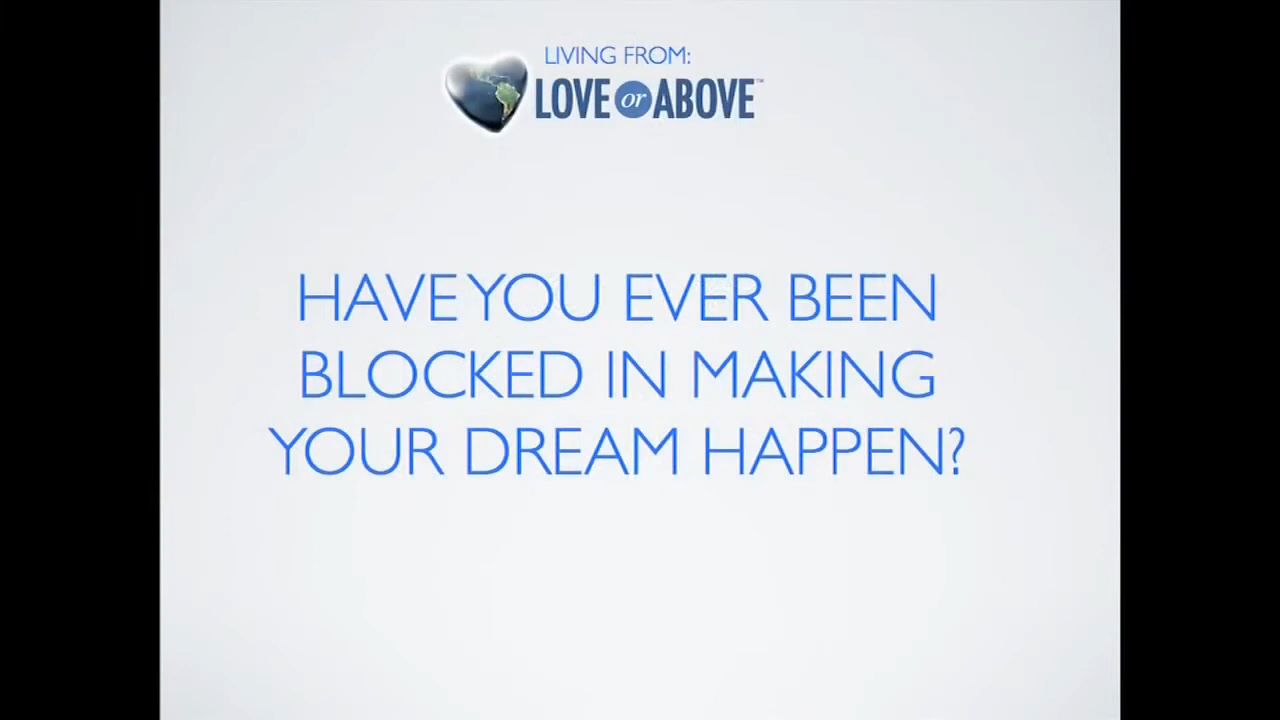 LIVING FROM:
LOVE or ABOVE™
HAVE YOU EVER BEEN
BLOCKED IN MAKING
YOUR DREAM HAPPEN?